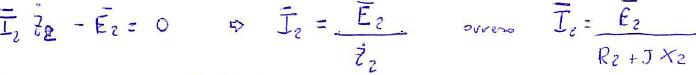 Ī₂ Ż₂ - Ē₂ = 0 ⇨ Ī₂ = Ē₂ / Ż₂ ovvero Ī₂ = Ē₂ / (R₂ + J X₂)